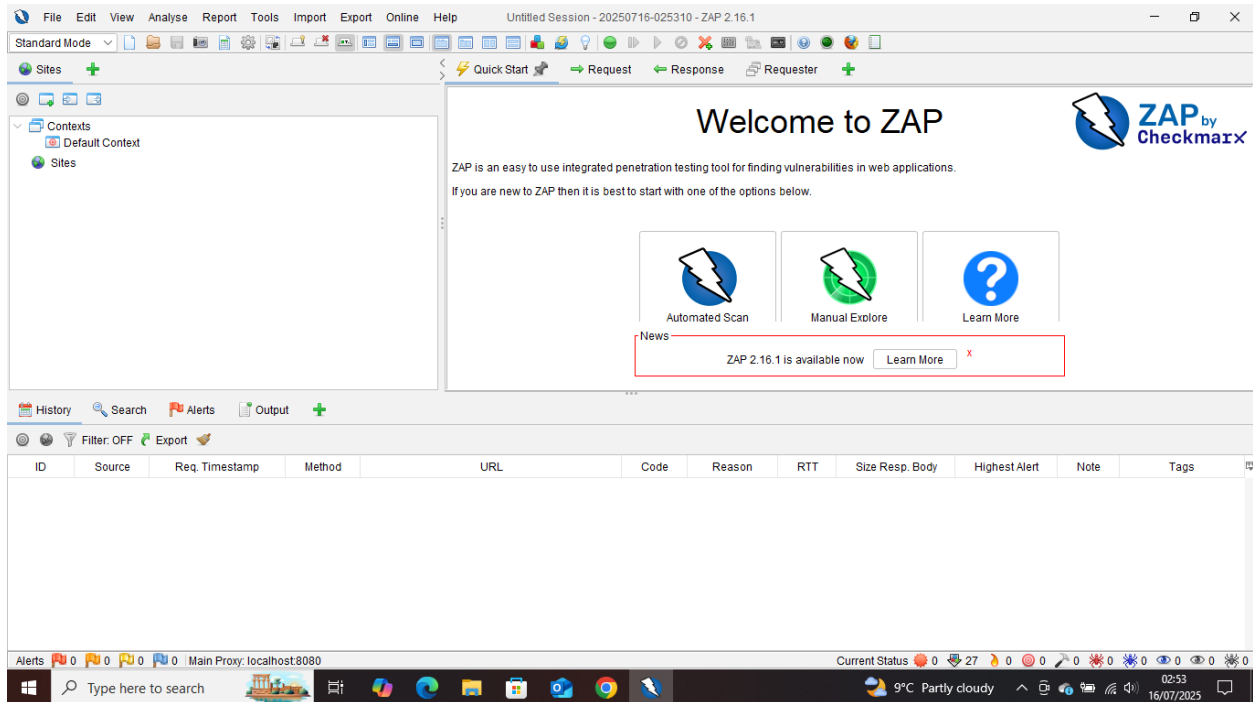 File Edit View Analyse Report Tools Import Export Online Help Untitled Session - 20250716-025310 - ZAP 2.16.1
Standard Mode
Sites
Quick Start Request Response Requester
Contexts
Default Context
Sites
Welcome to ZAP
ZAP by
Checkmarx
ZAP is an easy to use integrated penetration testing tool for finding vulnerabilities in web applications.
If you are new to ZAP then it is best to start with one of the options below.
Automated Scan Manual Explore Learn More
News
ZAP 2.16.1 is available now Learn More x
History Search Alerts Output
Filter: OFF Export
ID Source Req. Timestamp Method URL Code Reason RTT Size Resp. Body Highest Alert Note Tags
Alerts 0 0 0 0 Main Proxy: localhost:8080 Current Status 0 27 0 0 0 0 0 0 0 0
Type here to search 9°C Partly cloudy 02:53
16/07/2025